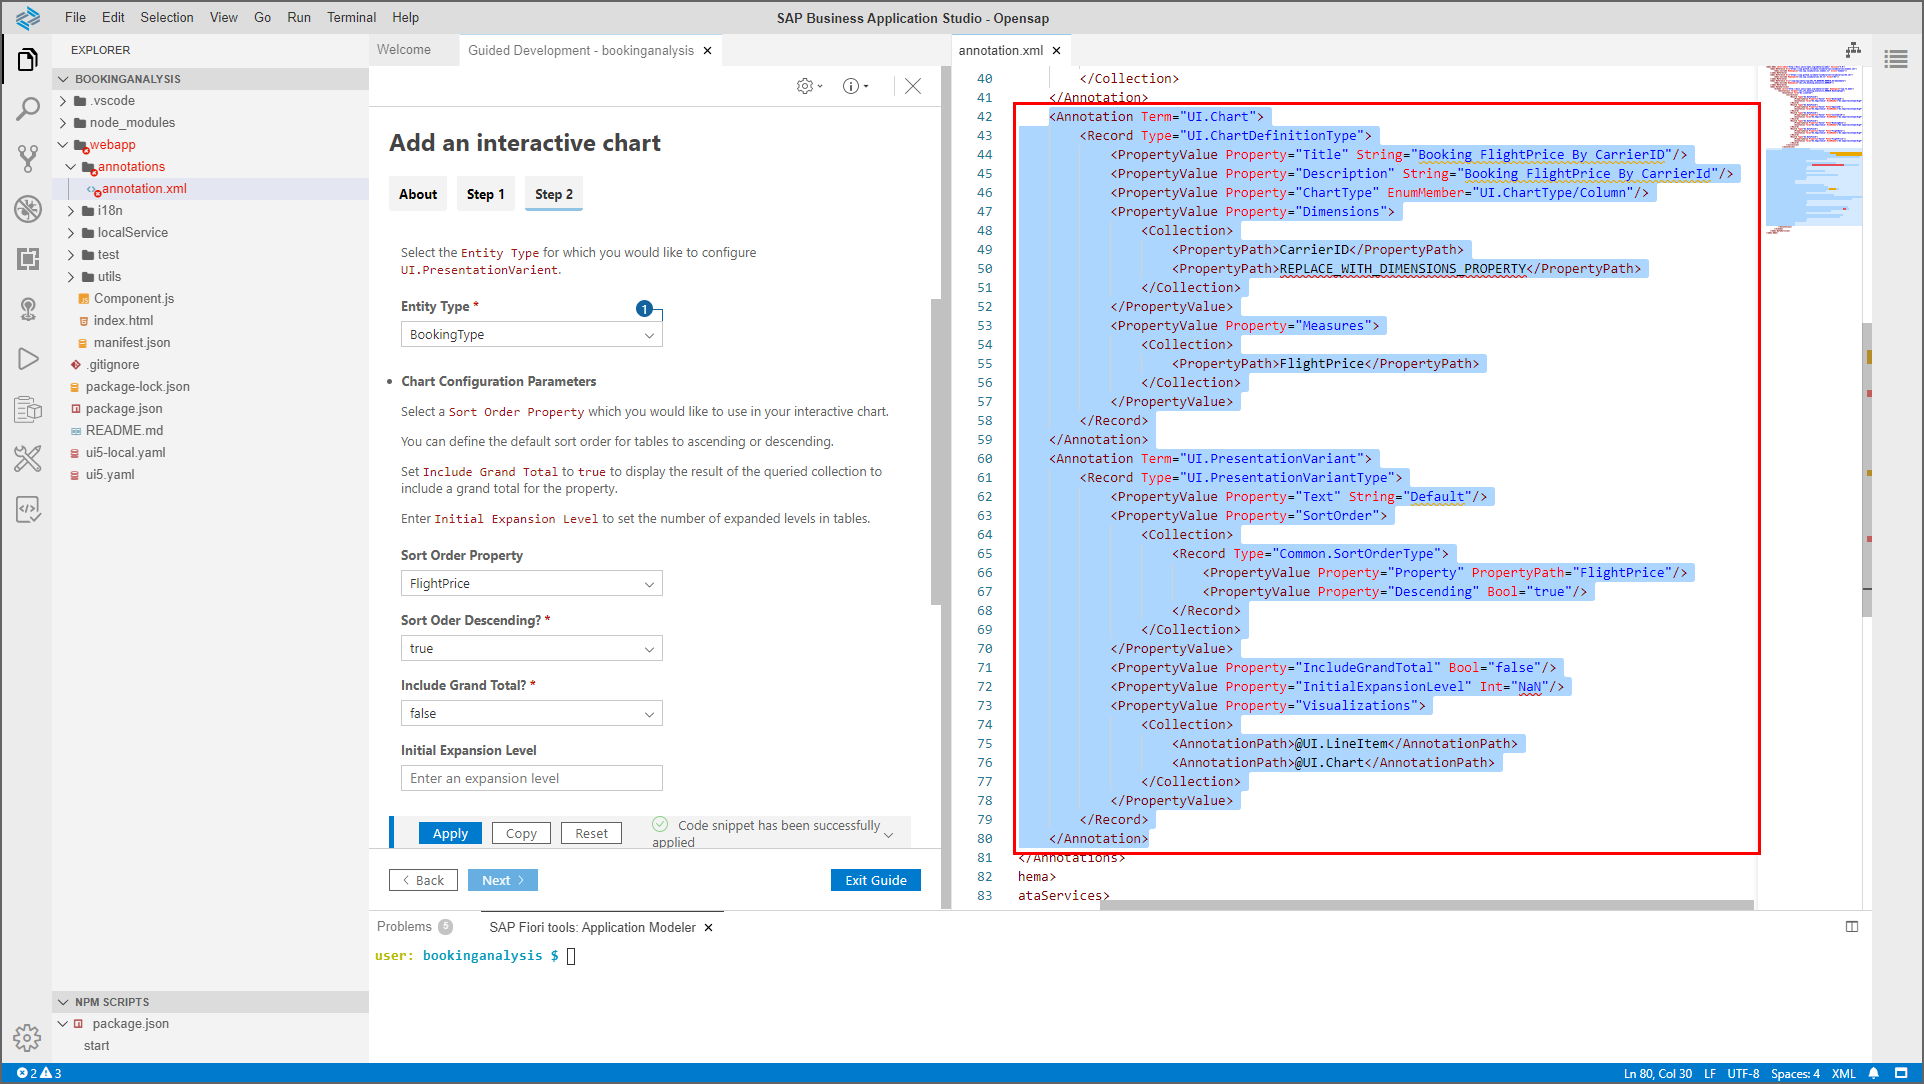 File Edit Selection View Go Run Terminal Help
SAP Business Application Studio - Opensap
EXPLORER
BOOKINGANALYSIS
.vscode
node_modules
webapp
annotations
annotation.xml
i18n
localService
test
utils
Component.js
index.html
manifest.json
.gitignore
package-lock.json
package.json
README.md
ui5-local.yaml
ui5.yaml
NPM SCRIPTS
package.json
start
Welcome
Guided Development - bookinganalysis
Add an interactive chart
About Step 1 Step 2
Select the Entity Type for which you would like to configure
UI.PresentationVarient.
Entity Type *
1
BookingType
• Chart Configuration Parameters
Select a Sort Order Property which you would like to use in your interactive chart.
You can define the default sort order for tables to ascending or descending.
Set Include Grand Total to true to display the result of the queried collection to
include a grand total for the property.
Enter Initial Expansion Level to set the number of expanded levels in tables.
Sort Order Property
FlightPrice
Sort Oder Descending? *
true
Include Grand Total? *
false
Initial Expansion Level
Enter an expansion level
Apply Copy Reset
Code snippet has been successfully
applied
Back Next Exit Guide
annotation.xml
40 </Collection>
41 </Annotation>
42 <Annotation Term="UI.Chart">
43 <Record Type="UI.ChartDefinitionType">
44 <PropertyValue Property="Title" String="Booking FlightPrice By CarrierID"/>
45 <PropertyValue Property="Description" String="Booking FlightPrice By CarrierId"/>
46 <PropertyValue Property="ChartType" EnumMember="UI.ChartType/Column"/>
47 <PropertyValue Property="Dimensions">
48 <Collection>
49 <PropertyPath>CarrierID</PropertyPath>
50 <PropertyPath>REPLACE_WITH_DIMENSIONS_PROPERTY</PropertyPath>
51 </Collection>
52 </PropertyValue>
53 <PropertyValue Property="Measures">
54 <Collection>
55 <PropertyPath>FlightPrice</PropertyPath>
56 </Collection>
57 </PropertyValue>
58 </Record>
59 </Annotation>
60 <Annotation Term="UI.PresentationVariant">
61 <Record Type="UI.PresentationVariantType">
62 <PropertyValue Property="Text" String="Default"/>
63 <PropertyValue Property="SortOrder">
64 <Collection>
65 <Record Type="Common.SortOrderType">
66 <PropertyValue Property="Property" PropertyPath="FlightPrice"/>
67 <PropertyValue Property="Descending" Bool="true"/>
68 </Record>
69 </Collection>
70 </PropertyValue>
71 <PropertyValue Property="IncludeGrandTotal" Bool="false"/>
72 <PropertyValue Property="InitialExpansionLevel" Int="NaN"/>
73 <PropertyValue Property="Visualizations">
74 <Collection>
75 <AnnotationPath>@UI.LineItem</AnnotationPath>
76 <AnnotationPath>@UI.Chart</AnnotationPath>
77 </Collection>
78 </PropertyValue>
79 </Record>
80 </Annotation>
81 </Annotations>
82 hema>
83 ataServices>
Problems 5
SAP Fiori tools: Application Modeler
user: bookinganalysis $
2 3
Ln 80, Col 30 LF UTF-8 Spaces: 4 XML